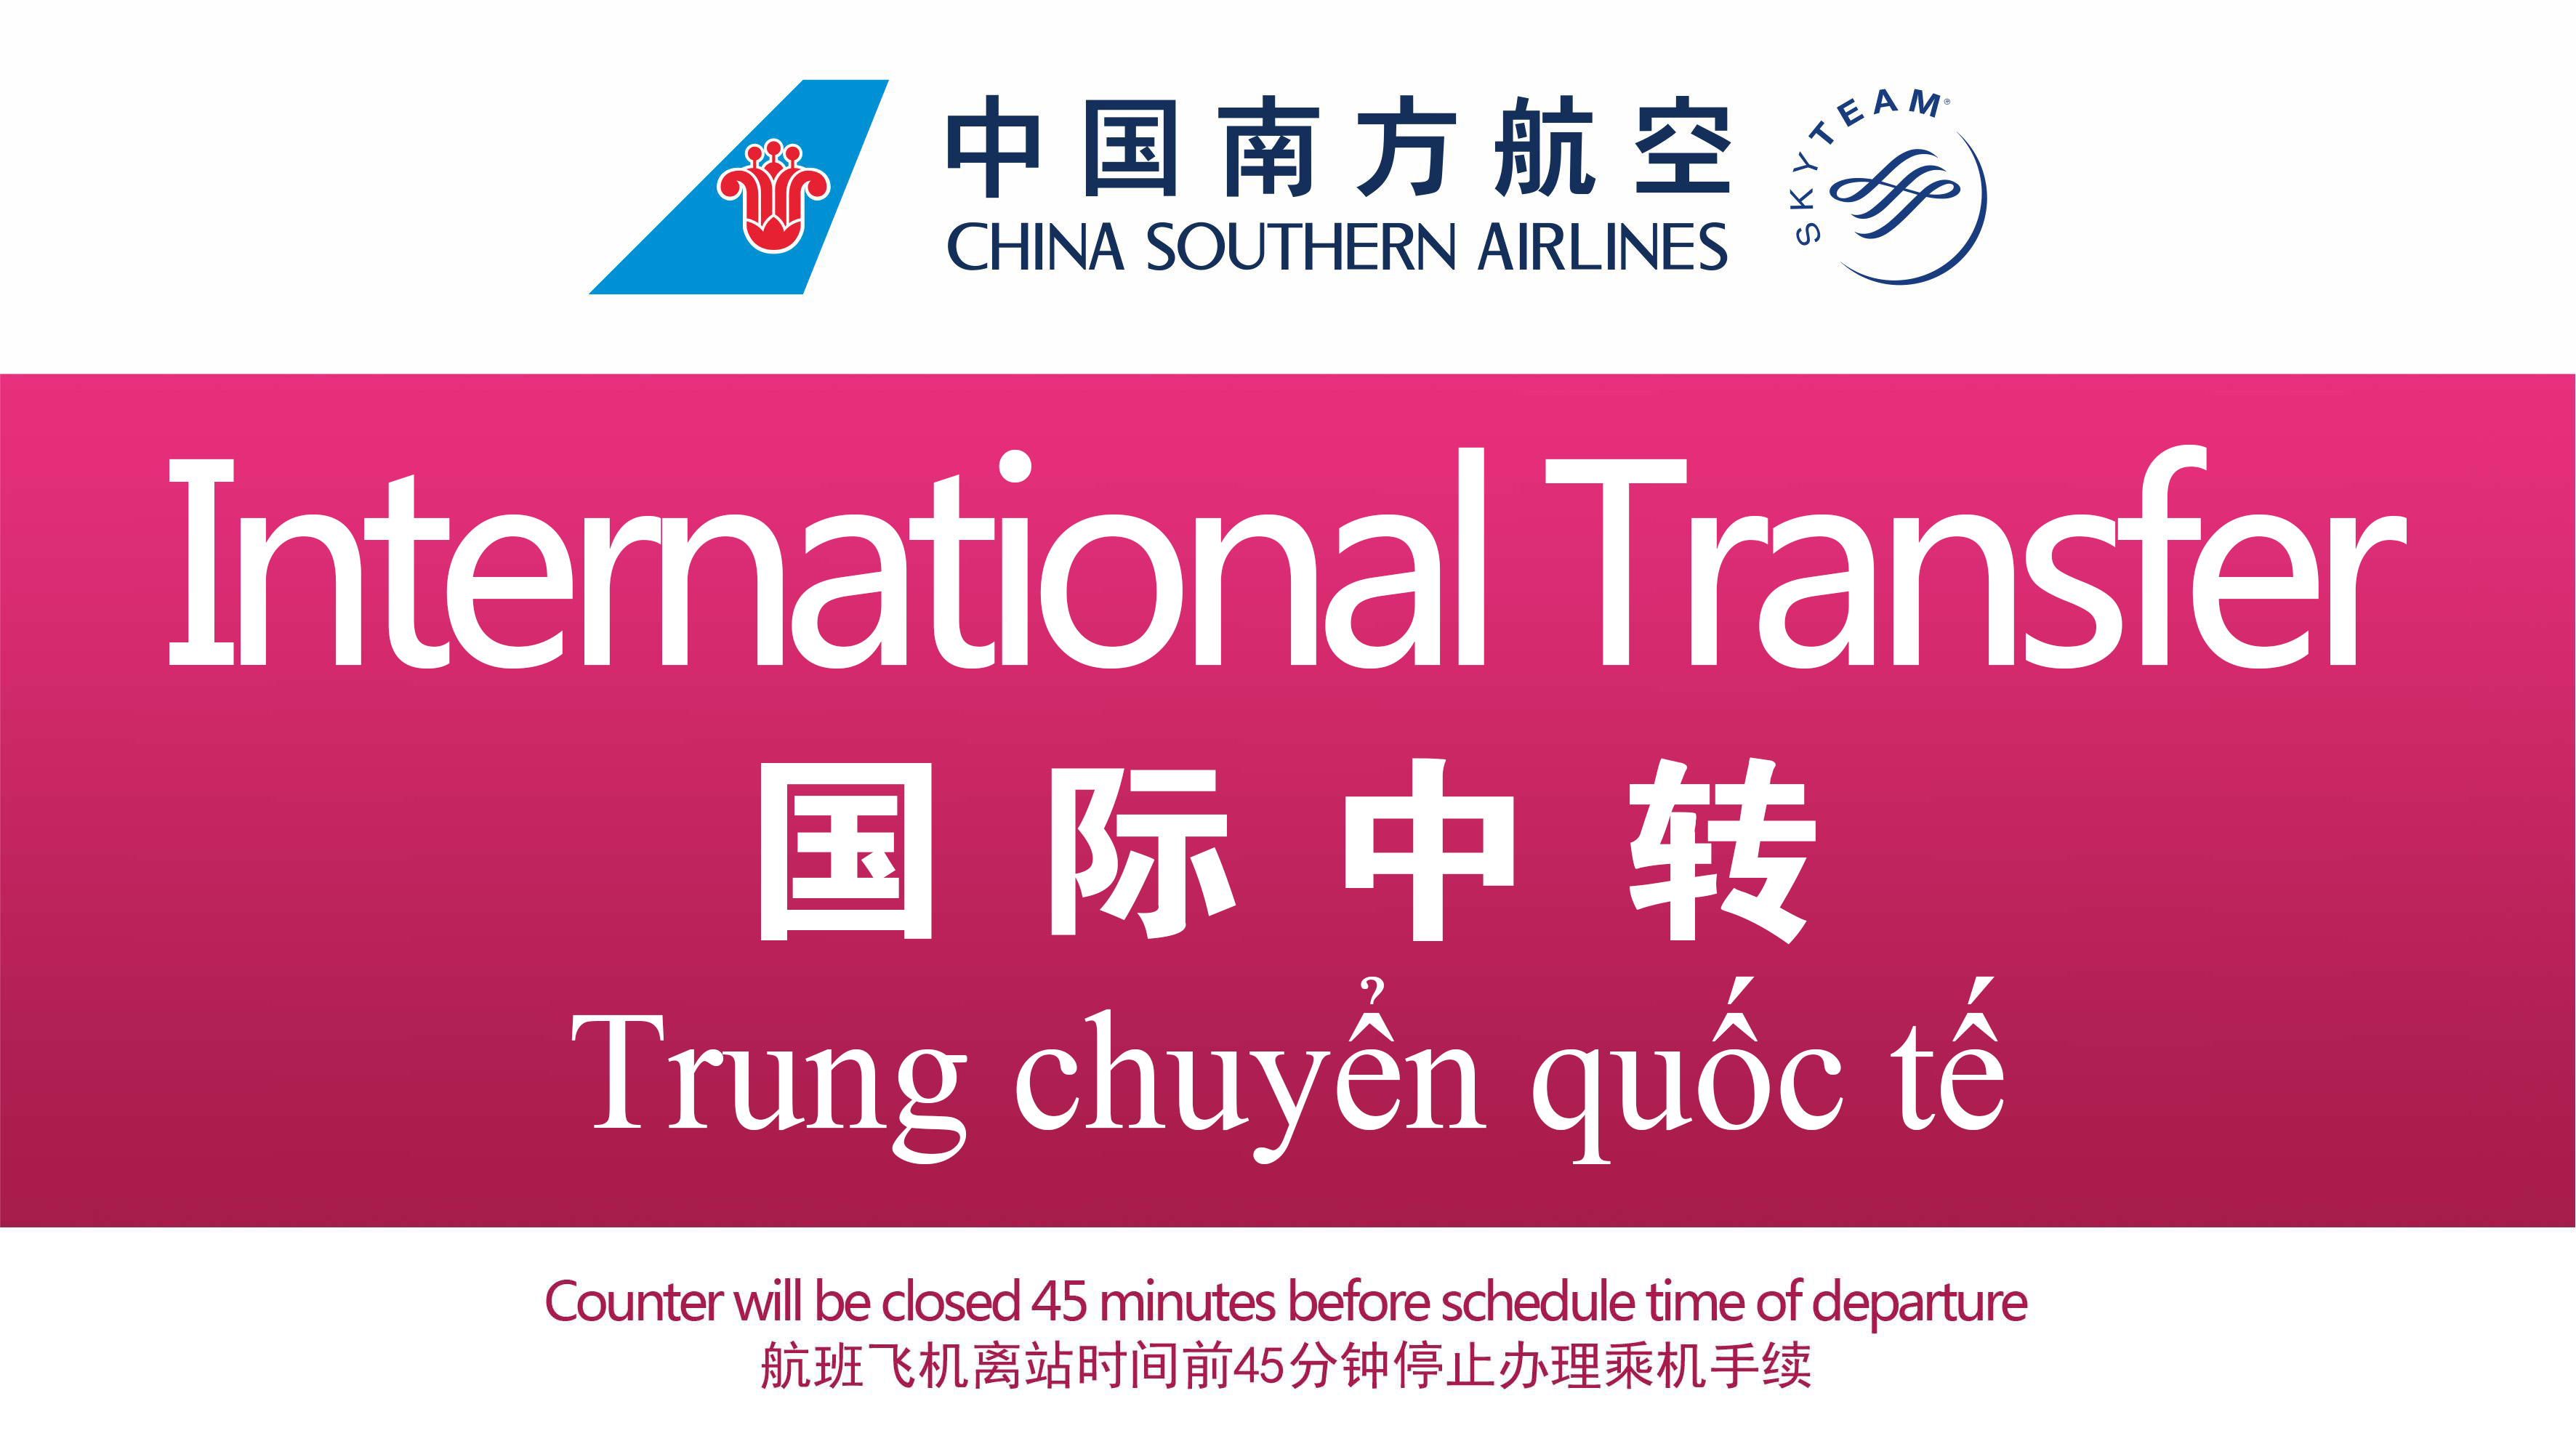 中国南方航空
CHINA SOUTHERN AIRLINES
SKYTEAM®
International Transfer
国际中转
Trung chuyển quốc tế
Counter will be closed 45 minutes before schedule time of departure
航班飞机离站时间前45分钟停止办理乘机手续